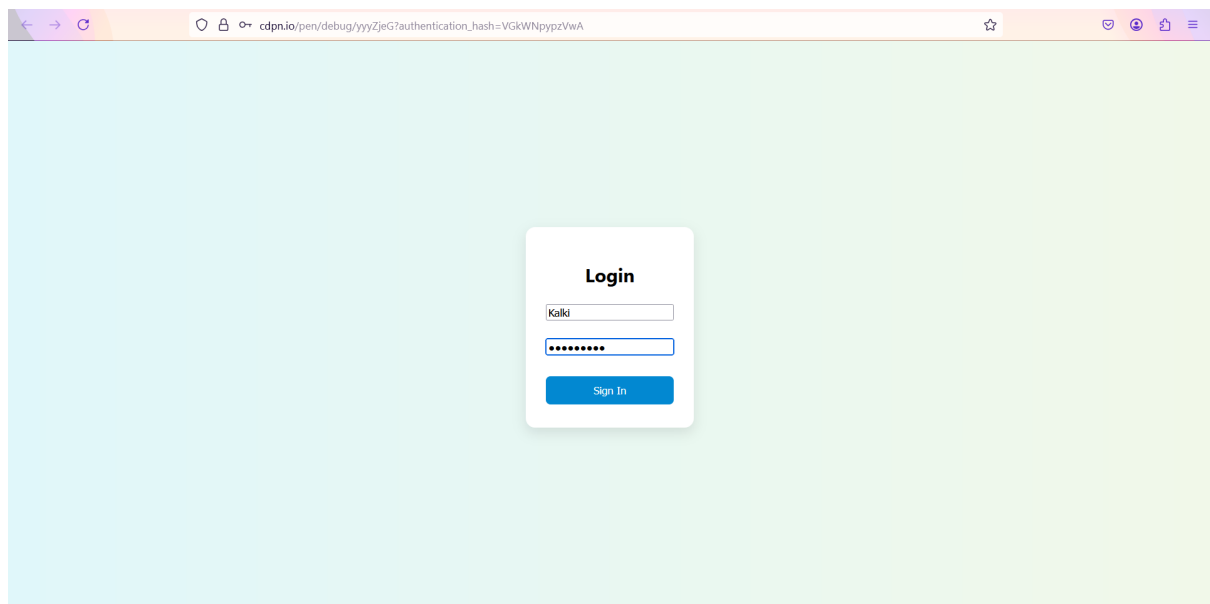 cdpn.io/pen/debug/yyyZjeG?authentication_hash=VGkWNpypzVwA
Login
Kalki
•••••••••
Sign In